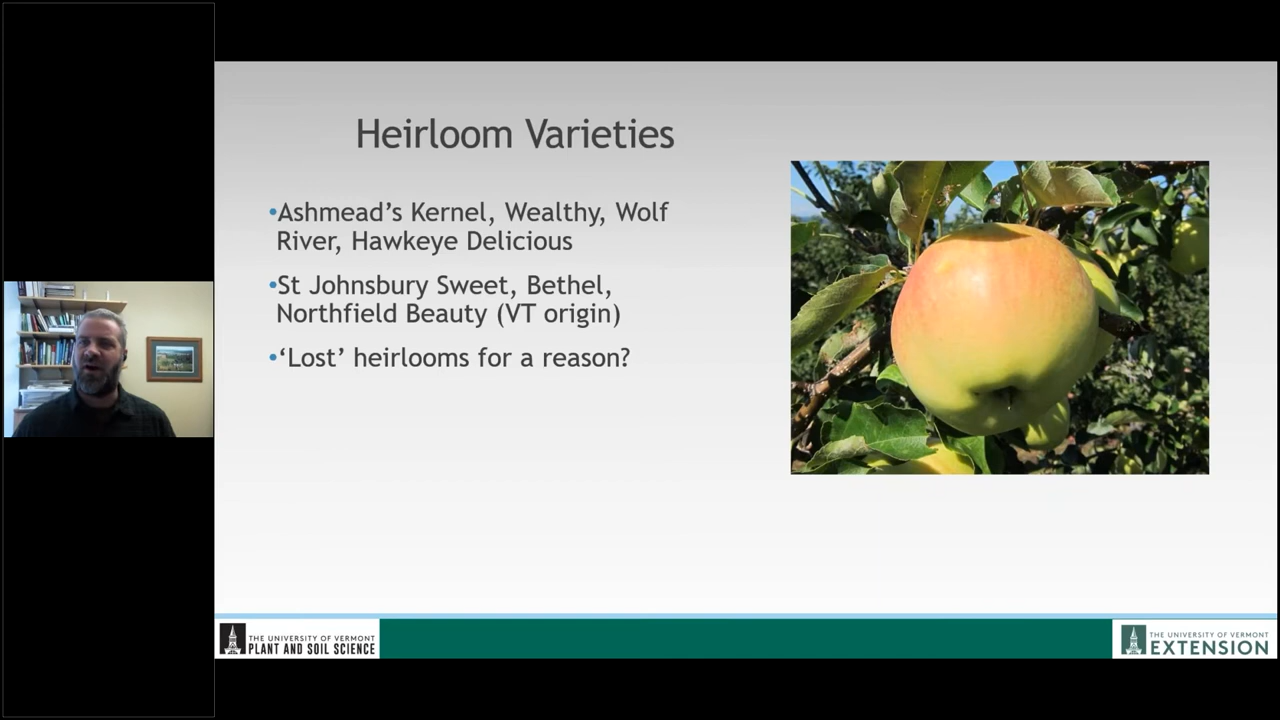 Heirloom Varieties
•Ashmead’s Kernel, Wealthy, Wolf
River, Hawkeye Delicious
•St Johnsbury Sweet, Bethel,
Northfield Beauty (VT origin)
•‘Lost’ heirlooms for a reason?
THE UNIVERSITY OF VERMONT
PLANT AND SOIL SCIENCE
THE UNIVERSITY OF VERMONT
EXTENSION